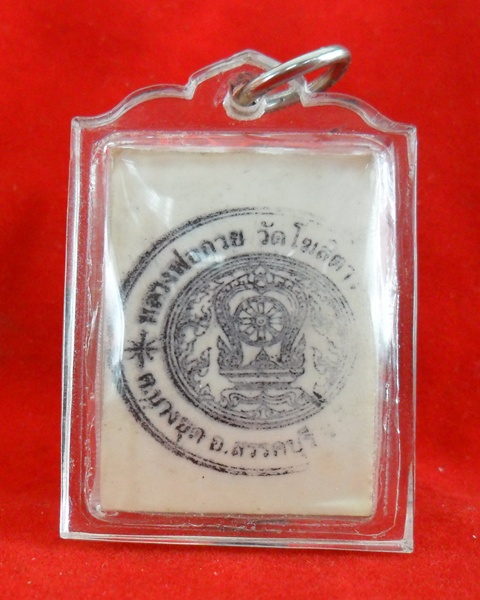 หลวงพ่อกวย วัดโฆสิตา
ต.บางขุด อ.สรรคบุรี